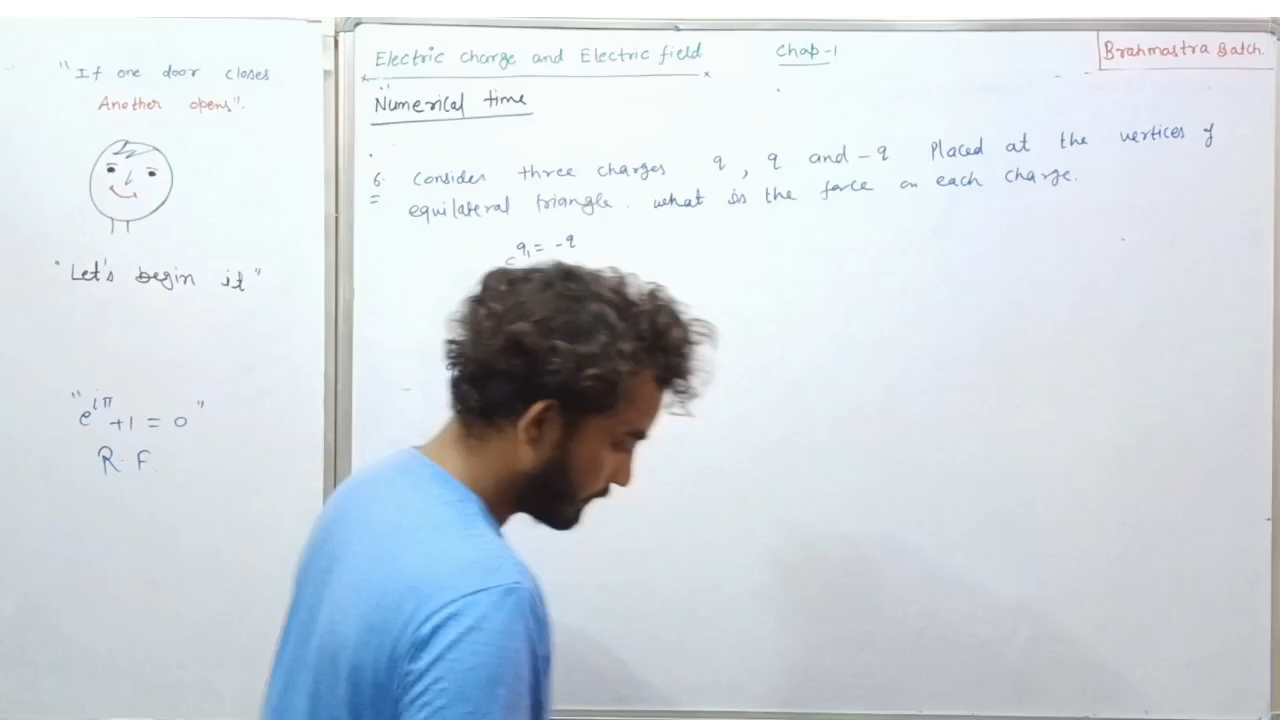 "If one door closes
Another opens".
"Let's begin it"
"e^{iπ}+1 = 0"
R. F.
Electric charge and Electric field
Chap-1
Brahmastra Batch.
Numerical time
6. Consider three charges q, q and -q Placed at the vertices of
equilateral triangle. what is the force on each charge.
q₁ = -q